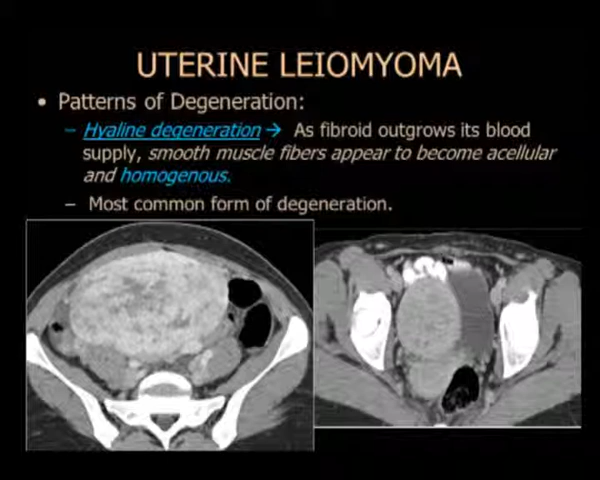 UTERINE LEIOMYOMA
• Patterns of Degeneration:
– Hyaline degeneration → As fibroid outgrows its blood
supply, smooth muscle fibers appear to become acellular
and homogenous.
– Most common form of degeneration.